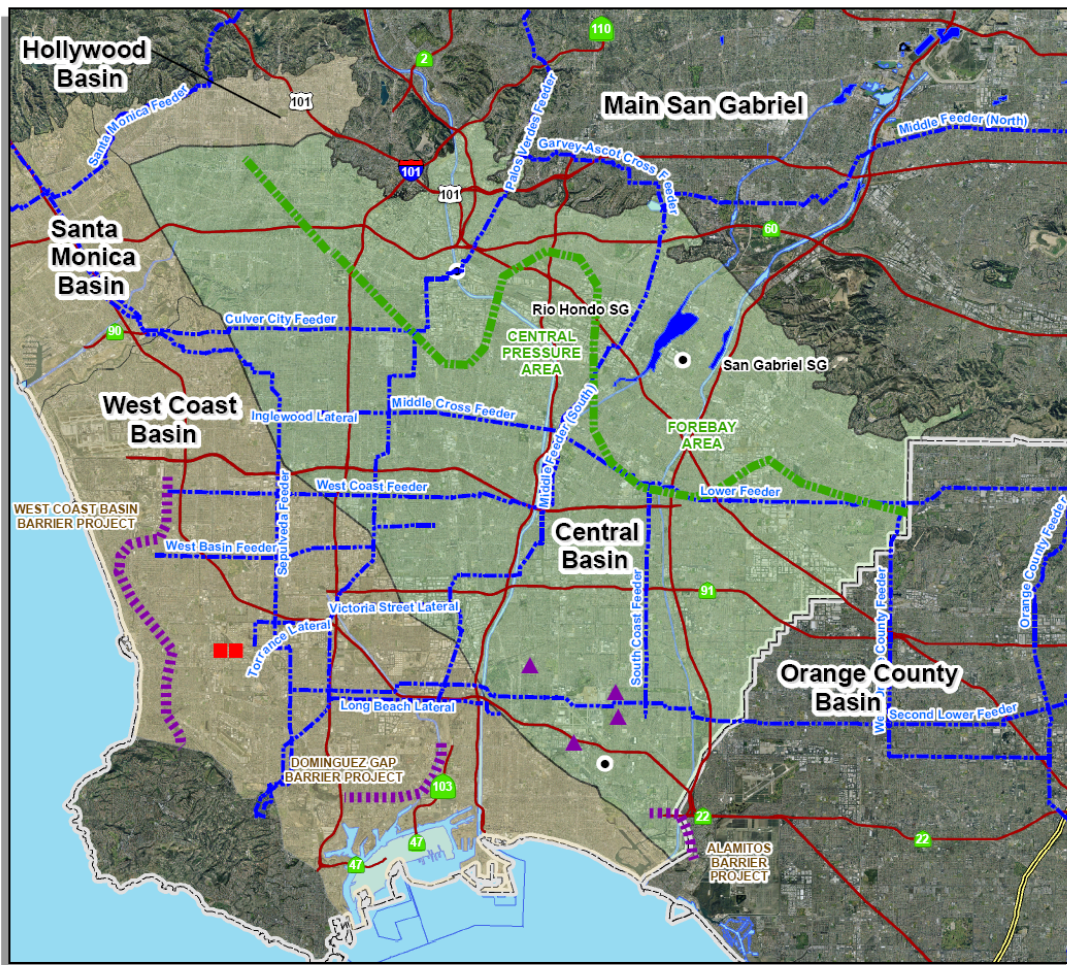 Hollywood
Basin
Santa Monica Feeder
101
2
110
Main San Gabriel
Middle Feeder (North)
Palos Verdes Feeder
Garvey-Ascot Cross Feeder
101
101
60
Santa
Monica
Basin
90
Culver City Feeder
Rio Hondo SG
CENTRAL
PRESSURE
AREA
San Gabriel SG
West Coast
Basin
Inglewood Lateral
Middle Cross Feeder
Middle Feeder (South)
FOREBAY
AREA
WEST COAST BASIN
BARRIER PROJECT
West Coast Feeder
Lower Feeder
Sepulveda Feeder
West Basin Feeder
Central
Basin
Orange County Feeder
County Feeder
91
South Coast Feeder
Victoria Street Lateral
Torrance Lateral
Orange County
Basin
Long Beach Lateral
Second Lower Feeder
DOMINGUEZ GAP
BARRIER PROJECT
103
22
22
47
47
ALAMITOS
BARRIER
PROJECT